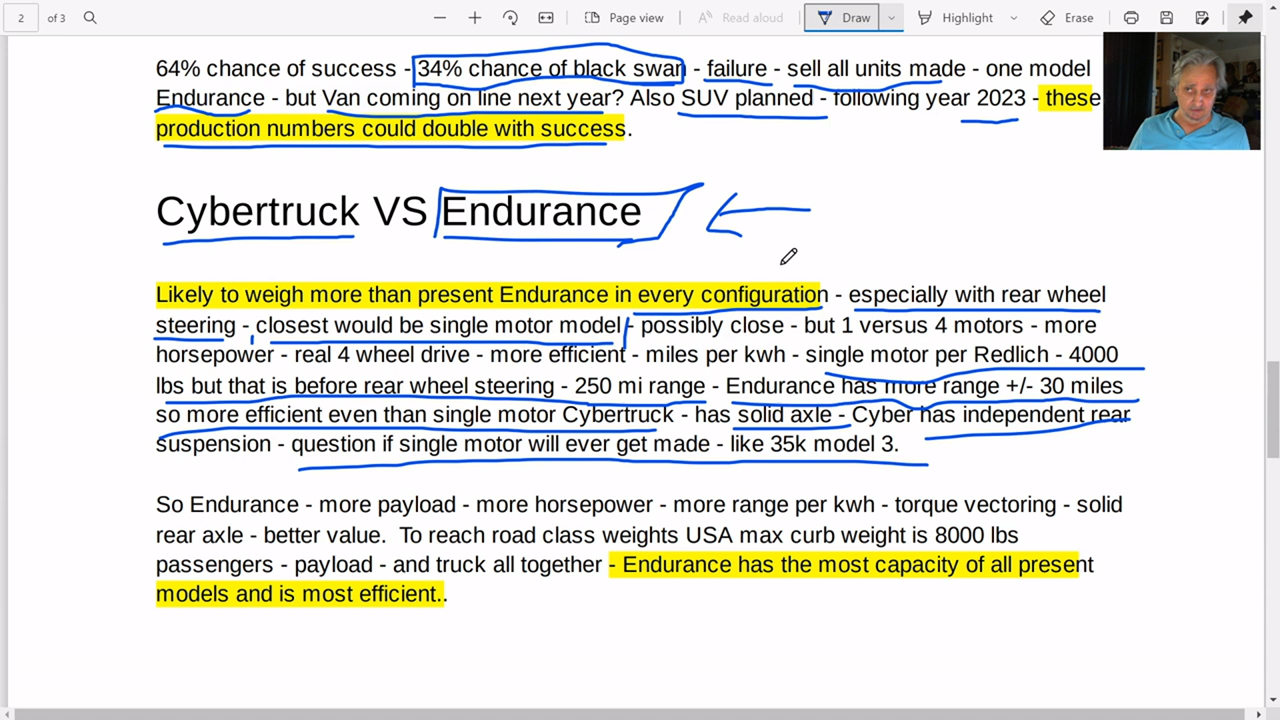 2 of 3 Page view Read aloud Draw Highlight Erase
64% chance of success - 34% chance of black swan - failure - sell all units made - one model
Endurance - but Van coming on line next year? Also SUV planned - following year 2023 - these
production numbers could double with success.
Cybertruck VS Endurance
Likely to weigh more than present Endurance in every configuration - especially with rear wheel
steering - closest would be single motor model - possibly close - but 1 versus 4 motors - more
horsepower - real 4 wheel drive - more efficient - miles per kwh - single motor per Redlich - 4000
lbs but that is before rear wheel steering - 250 mi range - Endurance has more range +/- 30 miles
so more efficient even than single motor Cybertruck - has solid axle - Cyber has independent rear
suspension - question if single motor will ever get made - like 35k model 3.
So Endurance - more payload - more horsepower - more range per kwh - torque vectoring - solid
rear axle - better value. To reach road class weights USA max curb weight is 8000 lbs
passengers - payload - and truck all together - Endurance has the most capacity of all present
models and is most efficient..